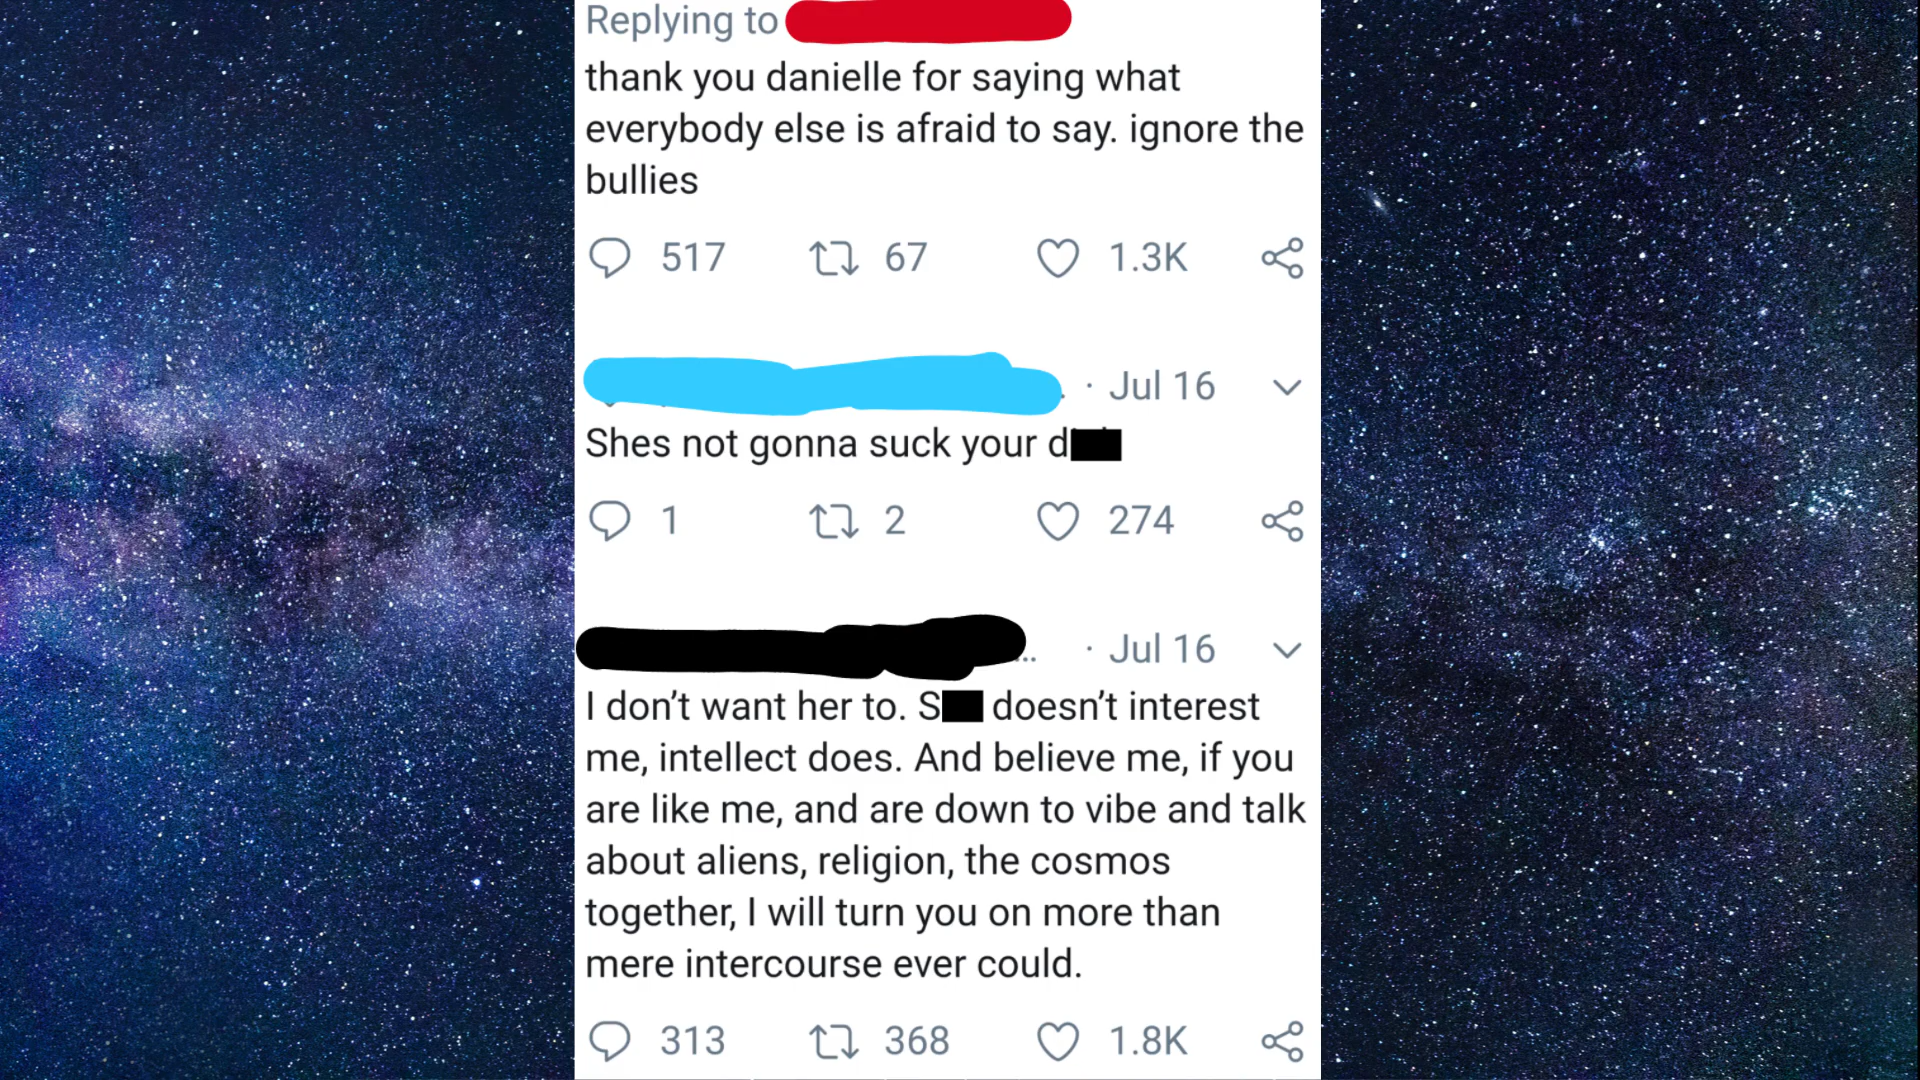 Replying to
thank you danielle for saying what
everybody else is afraid to say. ignore the
bullies
517 67 1.3K
· Jul 16
Shes not gonna suck your d
1 2 274
... · Jul 16
I don't want her to. S doesn't interest
me, intellect does. And believe me, if you
are like me, and are down to vibe and talk
about aliens, religion, the cosmos
together, I will turn you on more than
mere intercourse ever could.
313 368 1.8K